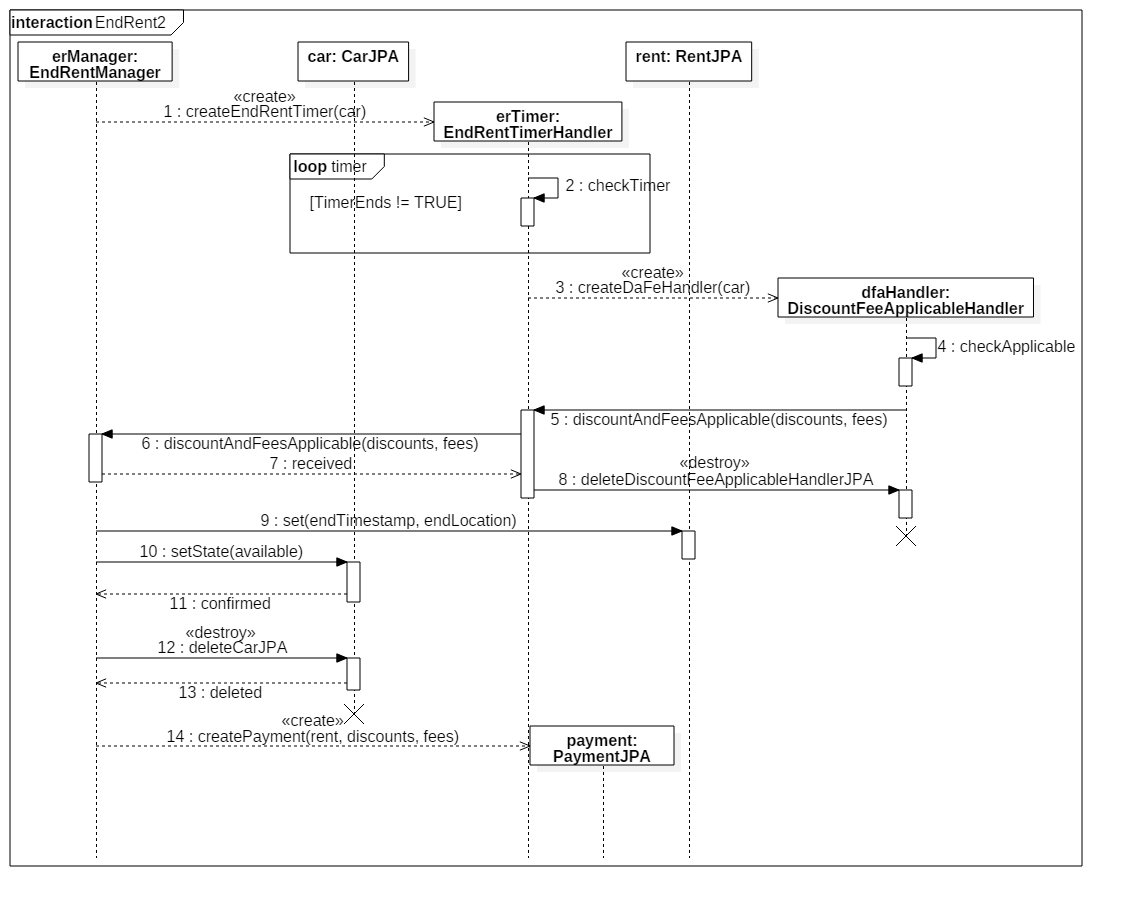 interaction EndRent2
erManager:
EndRentManager
car: CarJPA
rent: RentJPA
«create»
1 : createEndRentTimer(car)
erTimer:
EndRentTimerHandler
loop timer
[TimerEnds != TRUE]
2 : checkTimer
«create»
3 : createDaFeHandler(car)
dfaHandler:
DiscountFeeApplicableHandler
4 : checkApplicable
5 : discountAndFeesApplicable(discounts, fees)
6 : discountAndFeesApplicable(discounts, fees)
7 : received
«destroy»
8 : deleteDiscountFeeApplicableHandlerJPA
9 : set(endTimestamp, endLocation)
10 : setState(available)
11 : confirmed
«destroy»
12 : deleteCarJPA
13 : deleted
«create»
14 : createPayment(rent, discounts, fees)
payment:
PaymentJPA